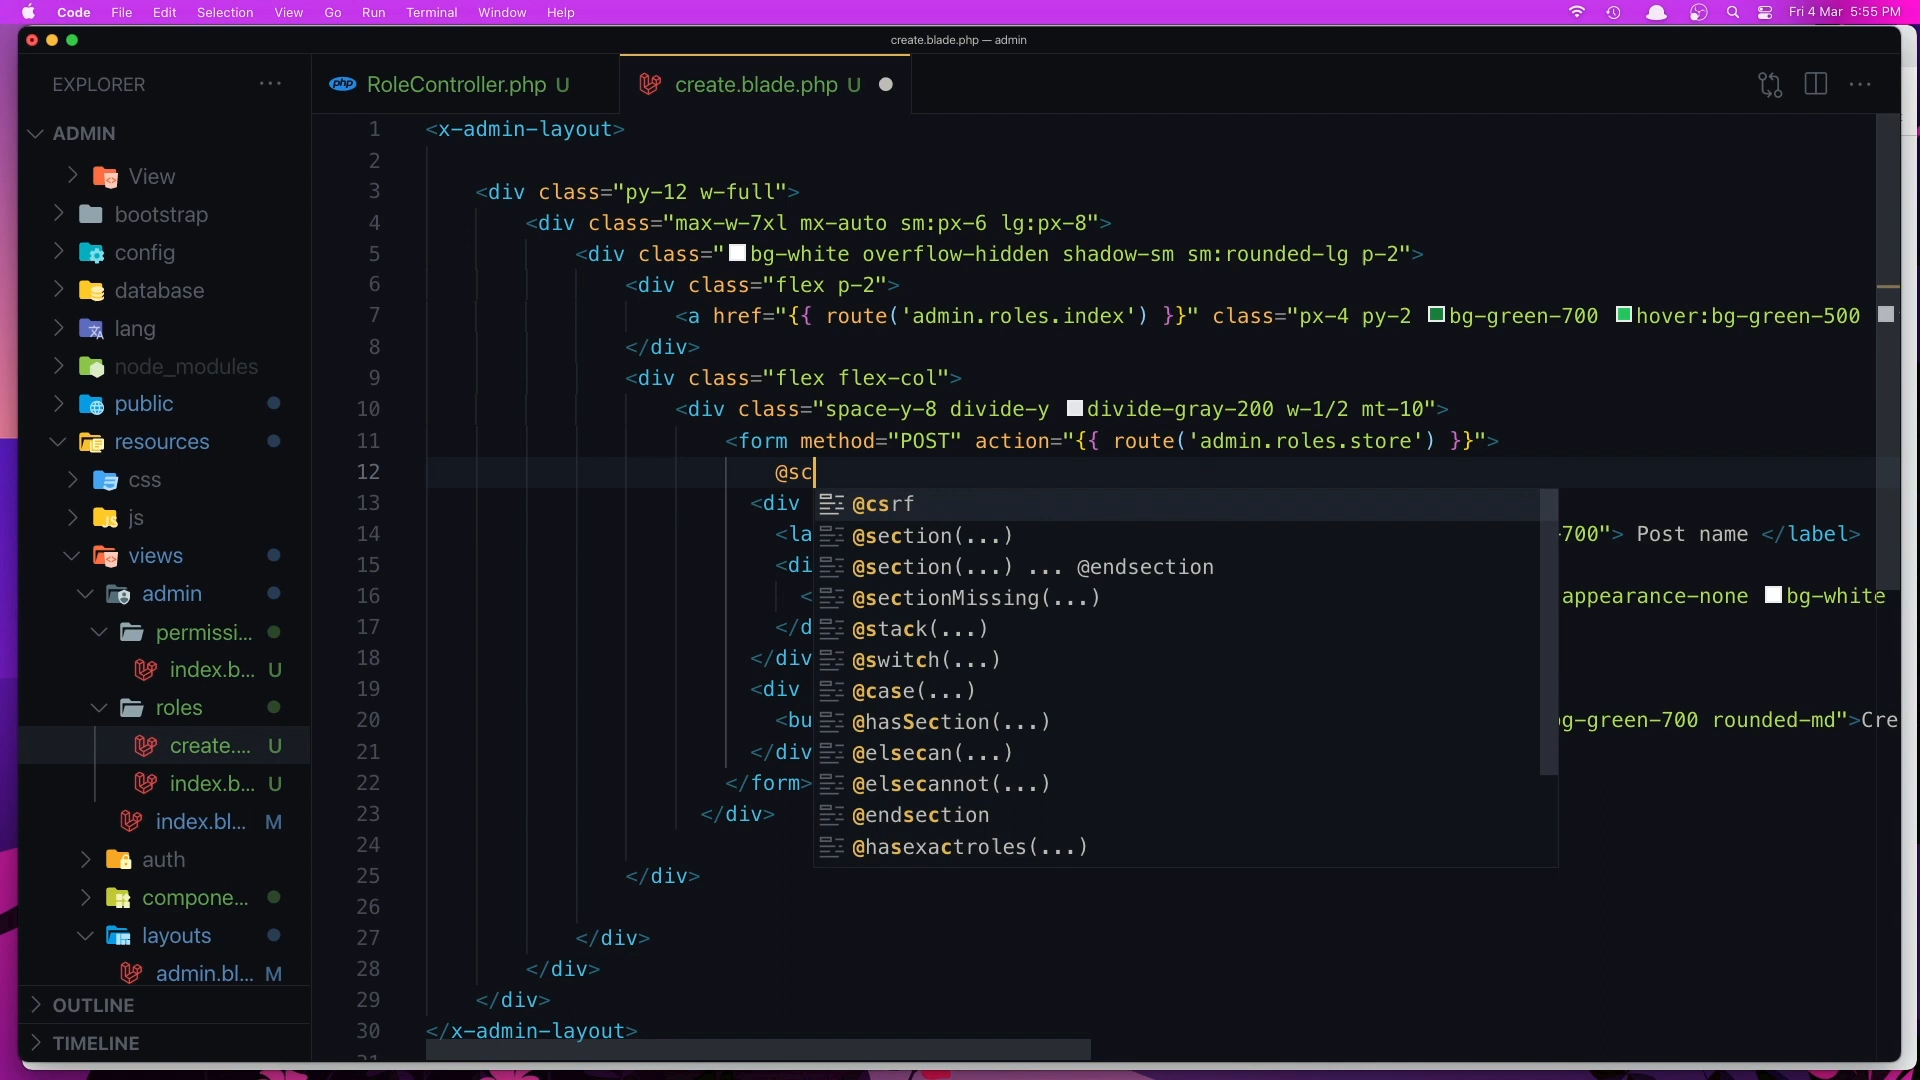 Code File Edit Selection View Go Run Terminal Window Help Fri 4 Mar 5:55 PM
create.blade.php — admin
EXPLORER
RoleController.php U
create.blade.php U
ADMIN
View
bootstrap
config
database
lang
node_modules
public
resources
css
js
views
admin
permissi...
index.b... U
roles
create.... U
index.b... U
index.bl... M
auth
compone...
layouts
admin.bl... M
OUTLINE
TIMELINE
1 <x-admin-layout>
2
3 <div class="py-12 w-full">
4 <div class="max-w-7xl mx-auto sm:px-6 lg:px-8">
5 <div class="bg-white overflow-hidden shadow-sm sm:rounded-lg p-2">
6 <div class="flex p-2">
7 <a href="{{ route('admin.roles.index') }}" class="px-4 py-2 bg-green-700 hover:bg-green-500
8 </div>
9 <div class="flex flex-col">
10 <div class="space-y-8 divide-y divide-gray-200 w-1/2 mt-10">
11 <form method="POST" action="{{ route('admin.roles.store') }}">
12 @sc
13 <div
14 <la -700"> Post name </label>
15 <di
16 < appearance-none bg-white
17 </d
18 </div
19 <div
20 <bu g-green-700 rounded-md">Cre
21 </div
22 </form>
23 </div>
24
25 </div>
26
27 </div>
28 </div>
29 </div>
30 </x-admin-layout>
31
@csrf
@section(...)
@section(...) ... @endsection
@sectionMissing(...)
@stack(...)
@switch(...)
@case(...)
@hasSection(...)
@elsecan(...)
@elsecannot(...)
@endsection
@hasexactroles(...)